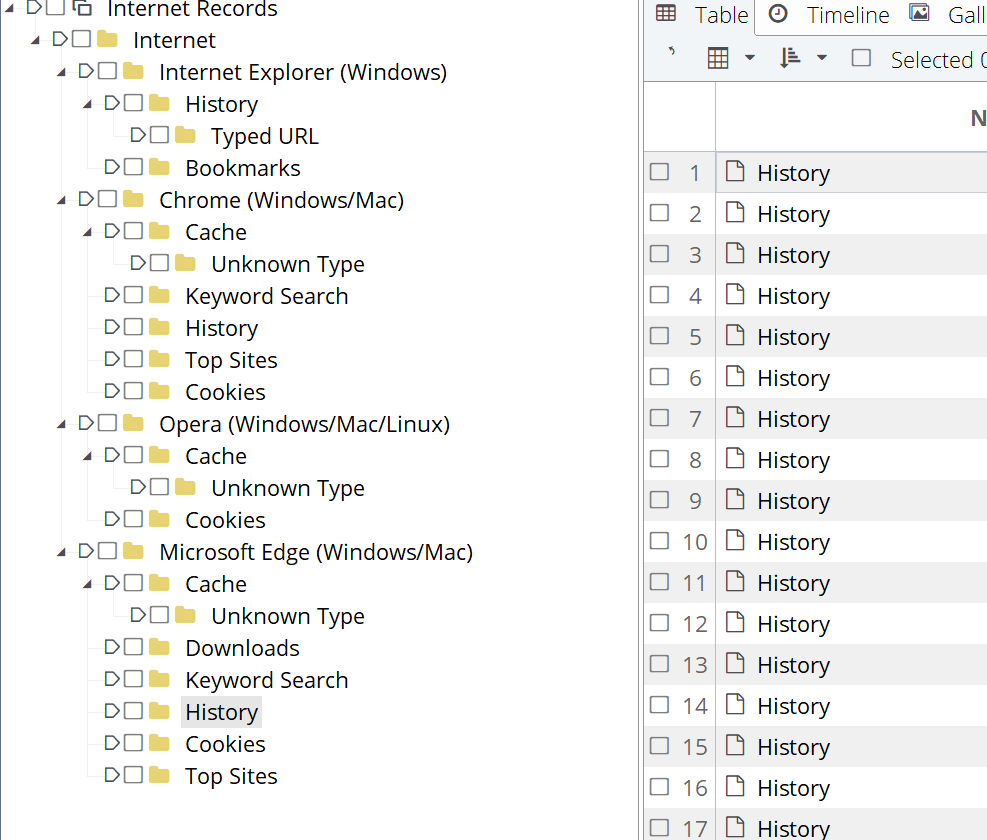 Internet Records
Internet
Internet Explorer (Windows)
History
Typed URL
Bookmarks
Chrome (Windows/Mac)
Cache
Unknown Type
Keyword Search
History
Top Sites
Cookies
Opera (Windows/Mac/Linux)
Cache
Unknown Type
Cookies
Microsoft Edge (Windows/Mac)
Cache
Unknown Type
Downloads
Keyword Search
History
Cookies
Top Sites
Table Timeline Gall
Selected 0
N
1 History
2 History
3 History
4 History
5 History
6 History
7 History
8 History
9 History
10 History
11 History
12 History
13 History
14 History
15 History
16 History
17 History